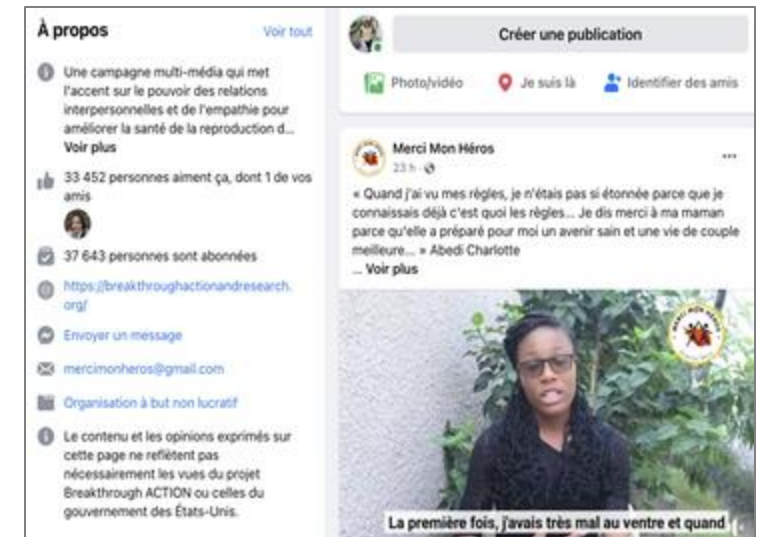 À propos
Voir tout
Une campagne multi-média qui met
l'accent sur le pouvoir des relations
interpersonnelles et de l'empathie pour
améliorer la santé de la reproduction d...
Voir plus
33 452 personnes aiment ça, dont 1 de vos
amis
37 643 personnes sont abonnées
https://breakthroughactionandresearch.
org/
Envoyer un message
mercimonheros@gmail.com
Organisation à but non lucratif
Le contenu et les opinions exprimés sur
cette page ne reflètent pas
nécessairement les vues du projet
Breakthrough ACTION ou celles du
gouvernement des États-Unis.
Créer une publication
Photo/vidéo
Je suis là
Identifier des amis
Merci Mon Héros
23 h
« Quand j'ai vu mes règles, je n'étais pas si étonnée parce que je
connaissais déjà c'est quoi les règles... Je dis merci à ma maman
parce qu'elle a préparé pour moi un avenir sain et une vie de couple
meilleure... » Abedi Charlotte
... Voir plus
MERCI MON HÉROS
La première fois, j'avais très mal au ventre et quand